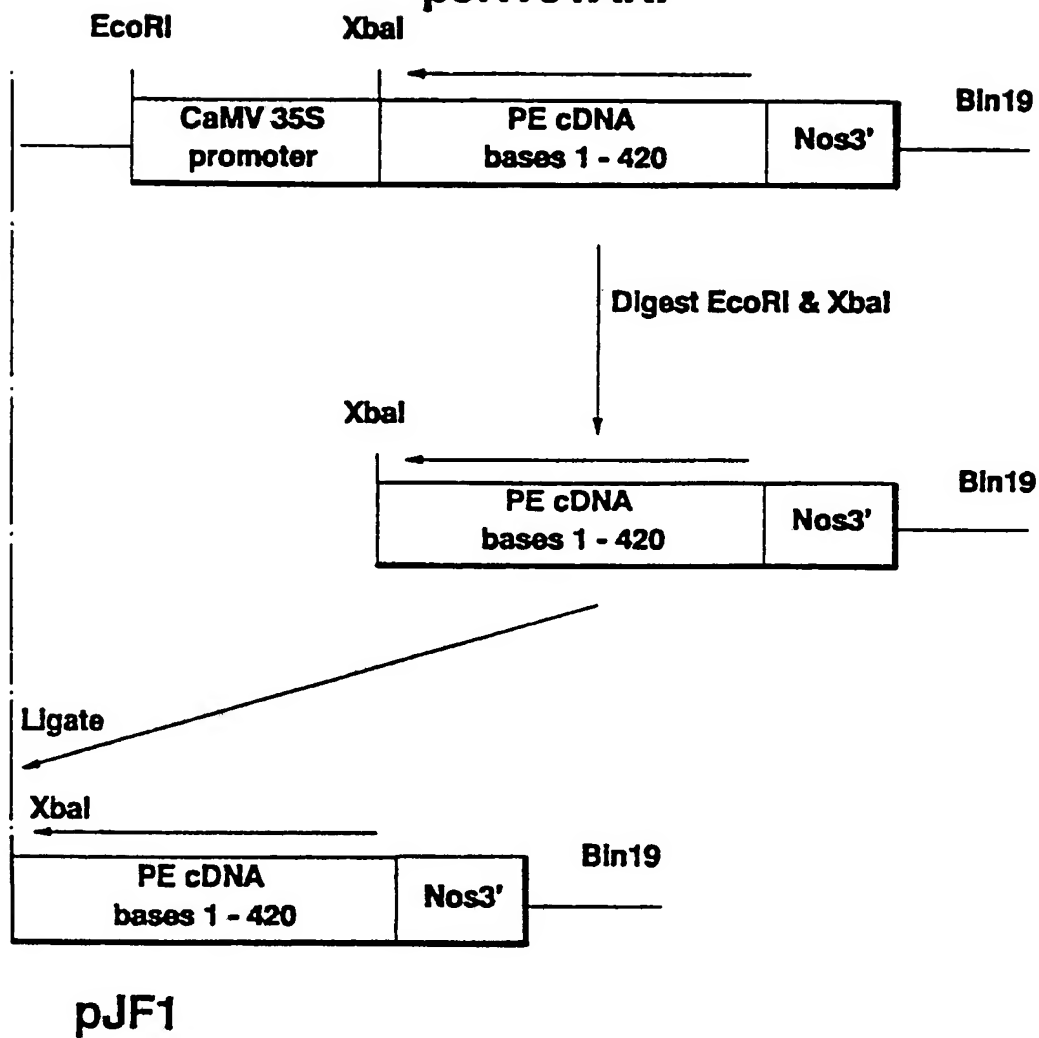 EcoRI XbaI
CaMV 35S
promoter
PE cDNA
bases 1 - 420
Nos3'
Bin19
Digest EcoRI & XbaI
XbaI
PE cDNA
bases 1 - 420
Nos3'
Bin19
Ligate
XbaI
PE cDNA
bases 1 - 420
Nos3'
Bin19
pJF1